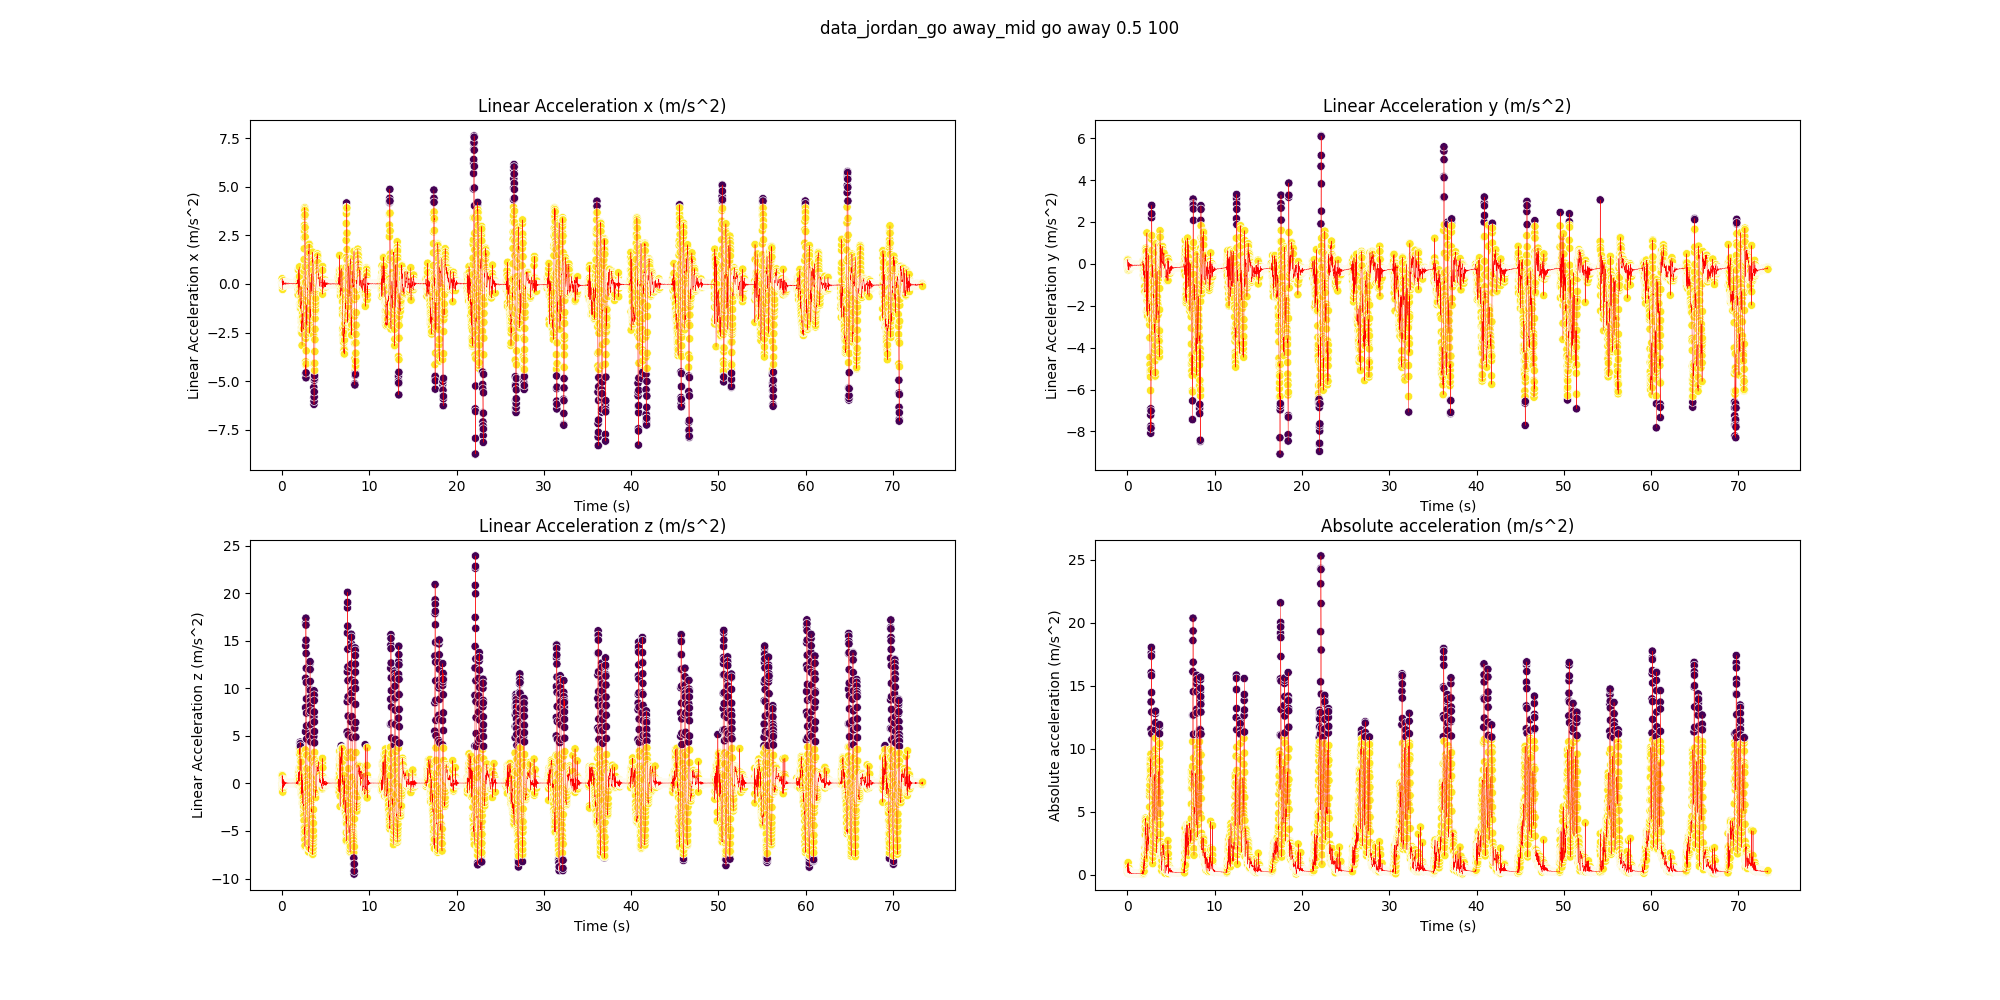 data_jordan_go away_mid go away 0.5 100
Linear Acceleration x (m/s^2)
Linear Acceleration x (m/s^2)
7.5
5.0
2.5
0.0
−2.5
−5.0
−7.5
0 10 20 30 40 50 60 70
Time (s)
Linear Acceleration y (m/s^2)
Linear Acceleration y (m/s^2)
6
4
2
0
−2
−4
−6
−8
0 10 20 30 40 50 60 70
Time (s)
Linear Acceleration z (m/s^2)
Linear Acceleration z (m/s^2)
25
20
15
10
5
0
−5
−10
0 10 20 30 40 50 60 70
Time (s)
Absolute acceleration (m/s^2)
Absolute acceleration (m/s^2)
25
20
15
10
5
0
0 10 20 30 40 50 60 70
Time (s)